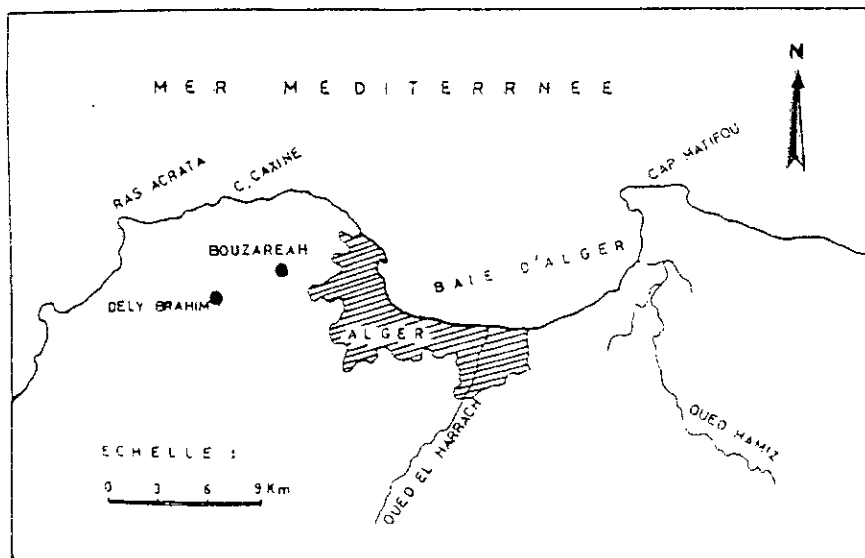 MER MEDITERRNEE
N
RAS ACRATA
C. CAXINE
CAP MATIFOU
BOUZAREAH
BAIE D'ALGER
DELY BRAHIM
ALGER
OUED EL HARRACH
OUED HAMIZ
ECHELLE :
0 3 6 9 Km